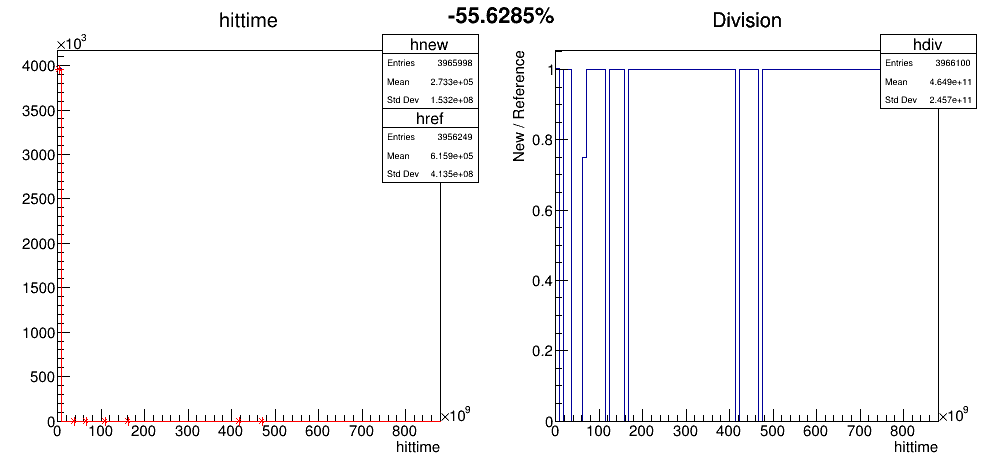 -55.6285%
hittime
×10³
hnew
Entries 3965998
Mean 2.733e+05
Std Dev 1.532e+08
href
Entries 3956249
Mean 6.159e+05
Std Dev 4.135e+08
4000
3500
3000
2500
2000
1500
1000
500
0
0 100 200 300 400 500 600 700 800
×10⁹
hittime
Division
hdiv
Entries 3966100
Mean 4.649e+11
Std Dev 2.457e+11
New / Reference
1
0.8
0.6
0.4
0.2
0
0 100 200 300 400 500 600 700 800
×10⁹
hittime